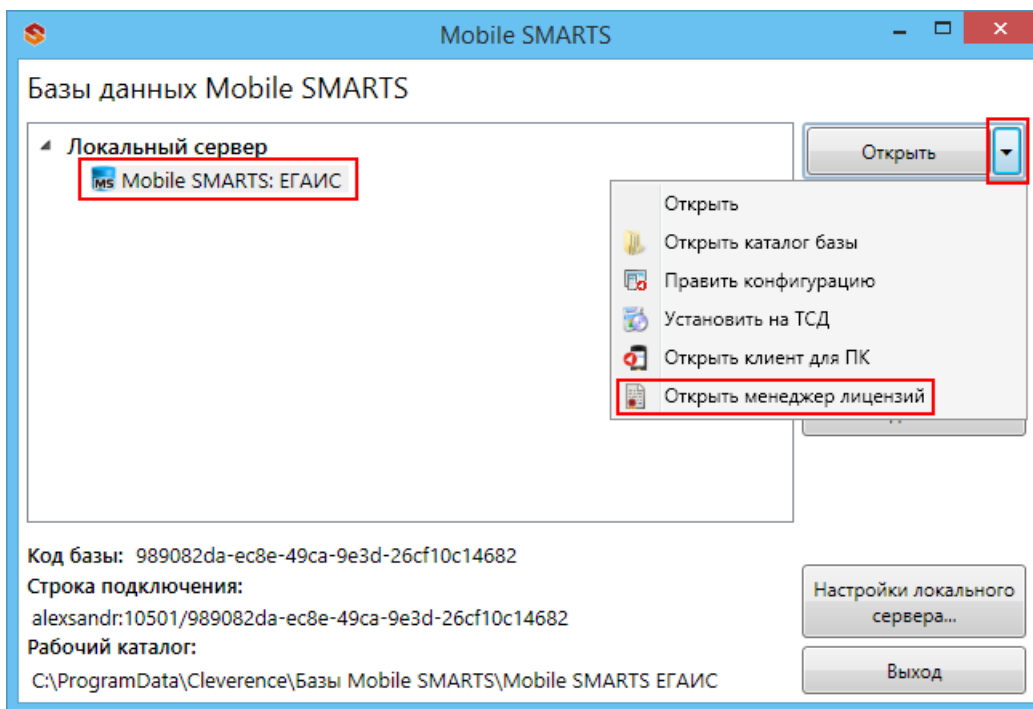 Mobile SMARTS
Базы данных Mobile SMARTS
Локальный сервер
MS Mobile SMARTS: ЕГАИС
Открыть
Открыть
Открыть каталог базы
Править конфигурацию
Установить на ТСД
Открыть клиент для ПК
Открыть менеджер лицензий
Код базы: 989082da-ec8e-49ca-9e3d-26cf10c14682
Строка подключения:
alexsandr:10501/989082da-ec8e-49ca-9e3d-26cf10c14682
Рабочий каталог:
C:\ProgramData\Cleverence\Базы Mobile SMARTS\Mobile SMARTS ЕГАИС
Настройки локального
сервера...
Выход